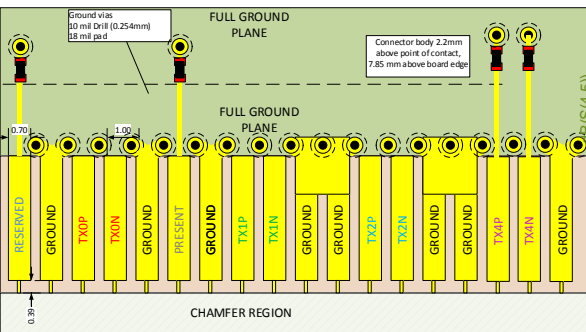 Ground vias
10 mil Drill (0.254mm)
18 mil pad
FULL GROUND
PLANE
Connector body 2.2mm
above point of contact,
7.85 mm above board edge
FULL GROUND
PLANE
0.70
1.00
RESERVED
GROUND
TX0P
TX0N
GROUND
PRESENT
GROUND
TX1P
TX1N
GROUND
GROUND
TX2P
TX2N
GROUND
GROUND
TX4P
TX4N
GROUND
0.39
CHAMFER REGION